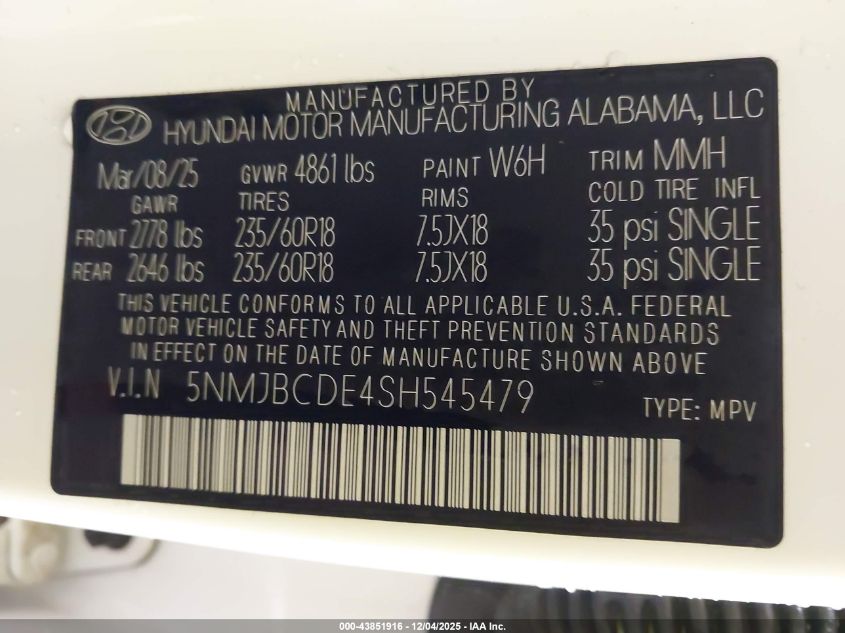 MANUFACTURED BY
HYUNDAI MOTOR MANUFACTURING ALABAMA, LLC
Mar/08/25 GVWR 4861 lbs PAINT W6H TRIM MMH
GAWR TIRES RIMS COLD TIRE INFL
FRONT 2778 lbs 235/60R18 7.5JX18 35 psi SINGLE
REAR 2646 lbs 235/60R18 7.5JX18 35 psi SINGLE
THIS VEHICLE CONFORMS TO ALL APPLICABLE U.S.A. FEDERAL
MOTOR VEHICLE SAFETY AND THEFT PREVENTION STANDARDS
IN EFFECT ON THE DATE OF MANUFACTURE SHOWN ABOVE
V.I.N 5NMJBCDE4SH545479 TYPE: MPV
000-43851916 - 12/04/2025 - IAA Inc.